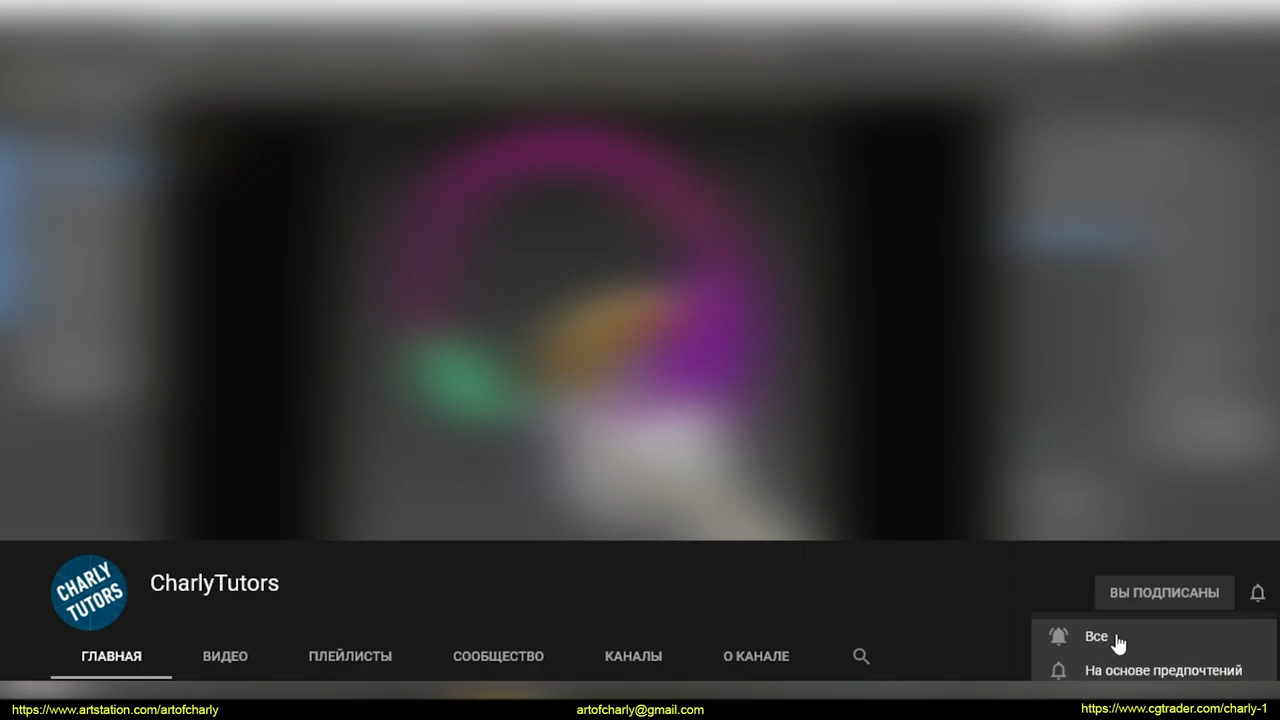 CHARLY
TUTORS
CharlyTutors
ВЫ ПОДПИСАНЫ
Все
На основе предпочтений
ГЛАВНАЯ ВИДЕО ПЛЕЙЛИСТЫ СООБЩЕСТВО КАНАЛЫ О КАНАЛЕ
https://www.artstation.com/artofcharly artofcharly@gmail.com https://www.cgtrader.com/charly-1